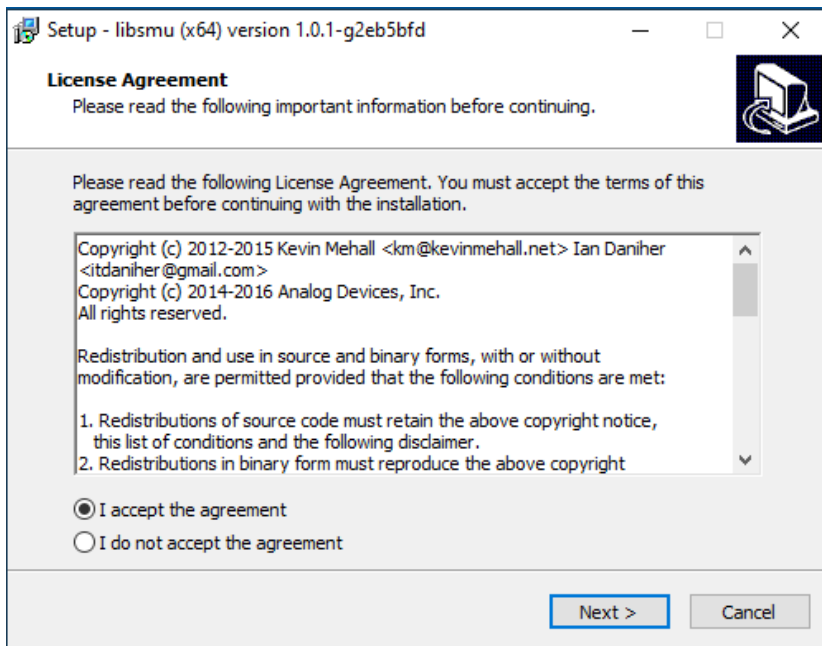 Setup - libsmu (x64) version 1.0.1-g2eb5bfd
License Agreement
Please read the following important information before continuing.
Please read the following License Agreement. You must accept the terms of this
agreement before continuing with the installation.
Copyright (c) 2012-2015 Kevin Mehall <km@kevinmehall.net> Ian Daniher
<itdaniher@gmail.com>
Copyright (c) 2014-2016 Analog Devices, Inc.
All rights reserved.
Redistribution and use in source and binary forms, with or without
modification, are permitted provided that the following conditions are met:
1. Redistributions of source code must retain the above copyright notice,
this list of conditions and the following disclaimer.
2. Redistributions in binary form must reproduce the above copyright
I accept the agreement
I do not accept the agreement
Next >
Cancel